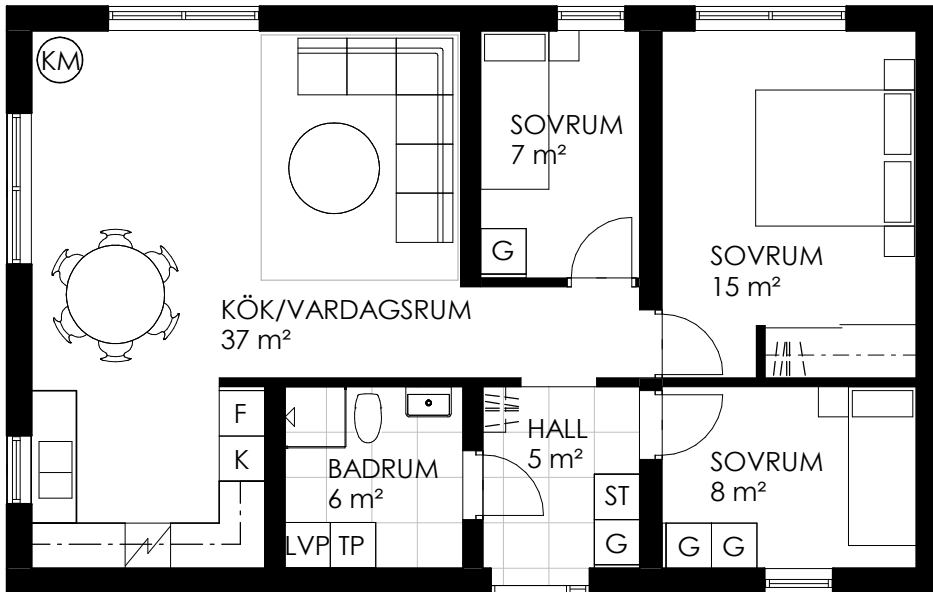 KM
SOVRUM
7 m²
G
SOVRUM
15 m²
KÖK/VARDAGSRUM
37 m²
F
K
BADRUM
6 m²
LVP TP
HALL
5 m²
ST
G
SOVRUM
8 m²
G G